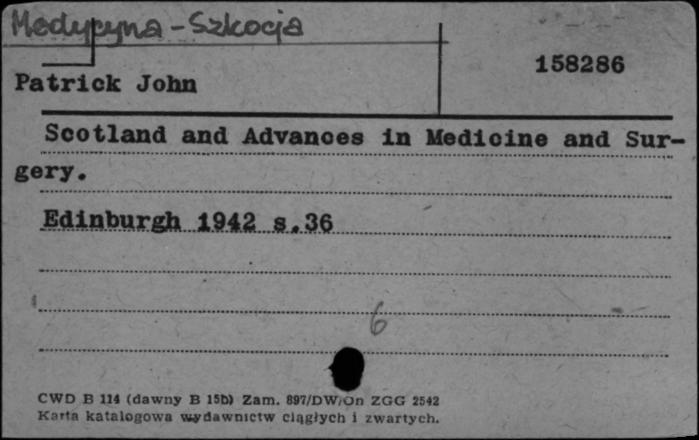 Medycyna - Szkocja
158286
Patrick John
Scotland and Advances in Medicine and Sur-
gery.
Edinburgh 1942 s.36
6
CWD B 114 (dawny B 15b) Zam. 897/DW/On ZGG 2542
Karta katalogowa wydawnictw ciągłych i zwartych.